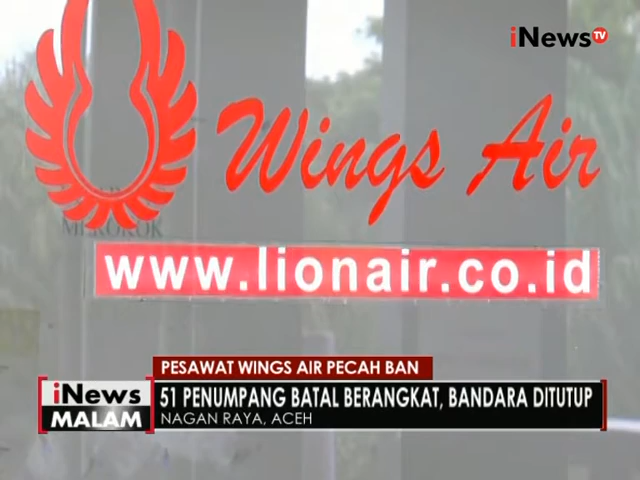 iNews TV
Wings Air
MEROKOK
www.lionair.co.id
PESAWAT WINGS AIR PECAH BAN
iNews
MALAM
51 PENUMPANG BATAL BERANGKAT, BANDARA DITUTUP
NAGAN RAYA, ACEH